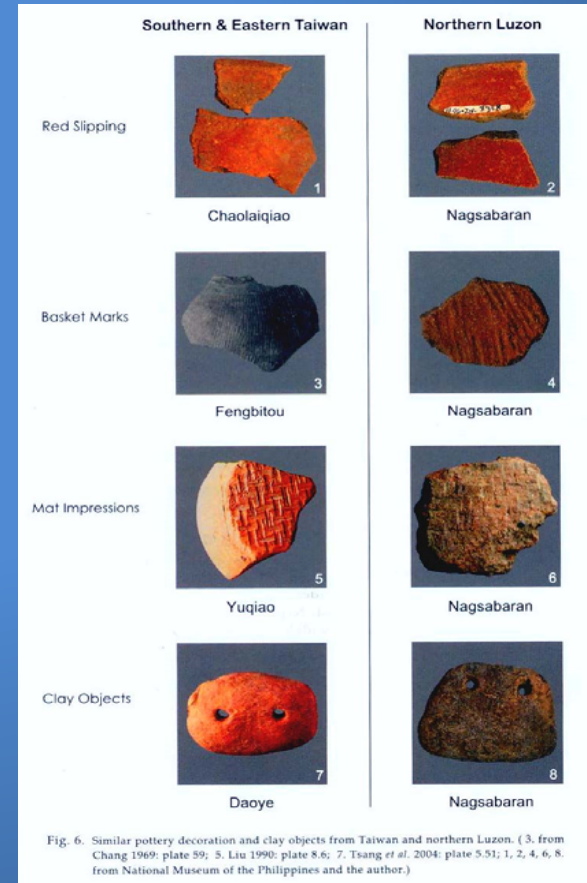 Southern & Eastern Taiwan
Northern Luzon
Red Slipping
1
2
Chaolaiqiao
Nagsabaran
Basket Marks
3
4
Fengbitou
Nagsabaran
Mat Impressions
5
6
Yuqiao
Nagsabaran
Clay Objects
7
8
Daoye
Nagsabaran
Fig. 6. Similar pottery decoration and clay objects from Taiwan and northern Luzon. ( 3. from
Chang 1969: plate 59; 5. Liu 1990: plate 8.6; 7. Tsang et al. 2004: plate 5.51; 1, 2, 4, 6, 8.
from National Museum of the Philippines and the author.)